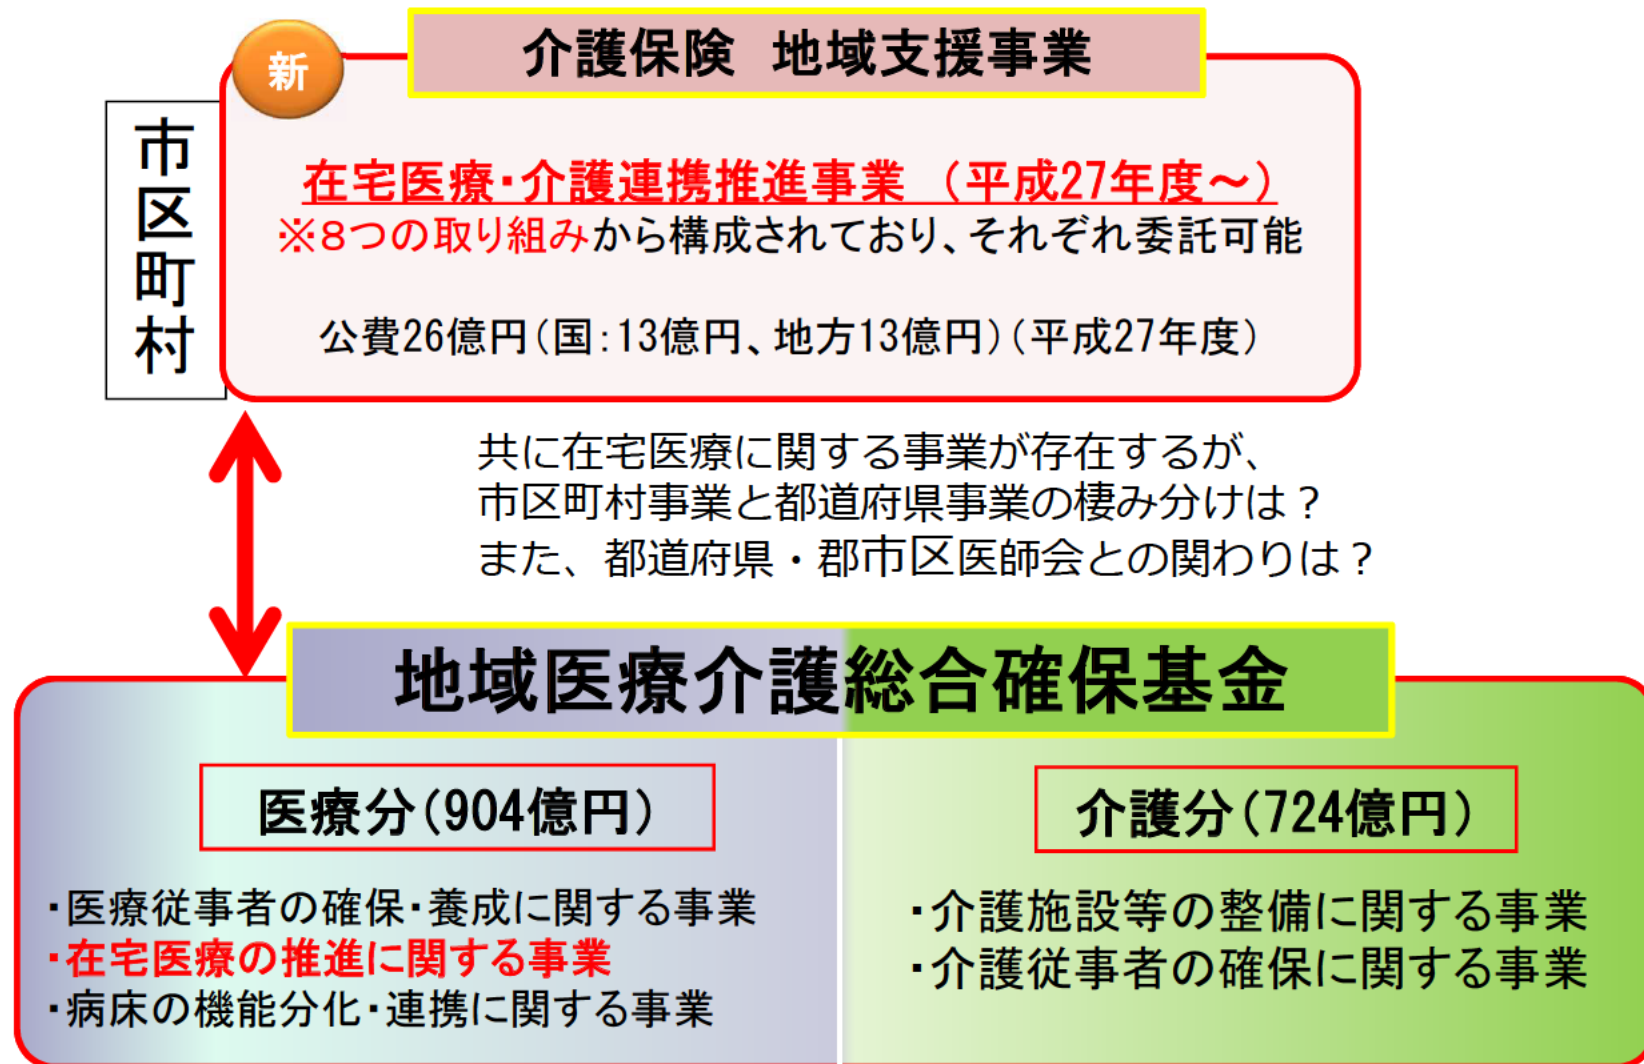 新
介護保険 地域支援事業
市区町村
在宅医療・介護連携推進事業 （平成27年度～）
※8つの取り組みから構成されており、それぞれ委託可能
公費26億円（国：13億円、地方13億円）（平成27年度）
共に在宅医療に関する事業が存在するが、
市区町村事業と都道府県事業の棲み分けは？
また、都道府県・郡市区医師会との関わりは？
地域医療介護総合確保基金
医療分（904億円）
・医療従事者の確保・養成に関する事業
・在宅医療の推進に関する事業
・病床の機能分化・連携に関する事業
介護分（724億円）
・介護施設等の整備に関する事業
・介護従事者の確保に関する事業